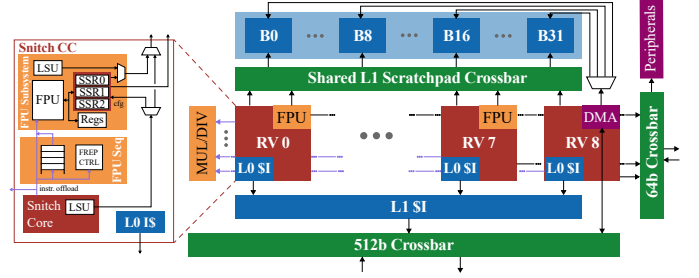 Snitch CC
FPU Subsystem
LSU
FPU
SSR0
SSR1
SSR2
cfg
Regs
FPU Seq
FREP
CTRL
instr. offload
Snitch
Core
LSU
L0 I$
B0
B8
B16
B31
Shared L1 Scratchpad Crossbar
MUL/DIV
FPU
RV 0
L0 $I
FPU
RV 7
L0 $I
DMA
RV 8
L0 $I
L1 $I
512b Crossbar
Peripherals
64b Crossbar